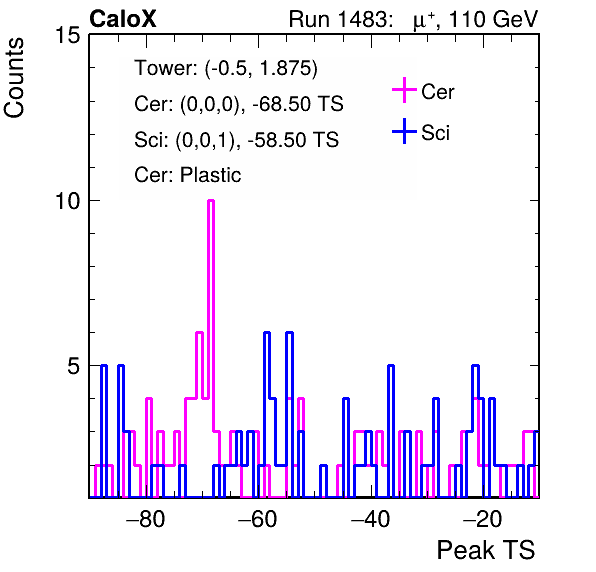 CaloX Run 1483: μ⁺, 110 GeV
Counts
15
10
5
Tower: (-0.5, 1.875)
Cer: (0,0,0), -68.50 TS
Sci: (0,0,1), -58.50 TS
Cer: Plastic
Cer
Sci
−80 −60 −40 −20
Peak TS